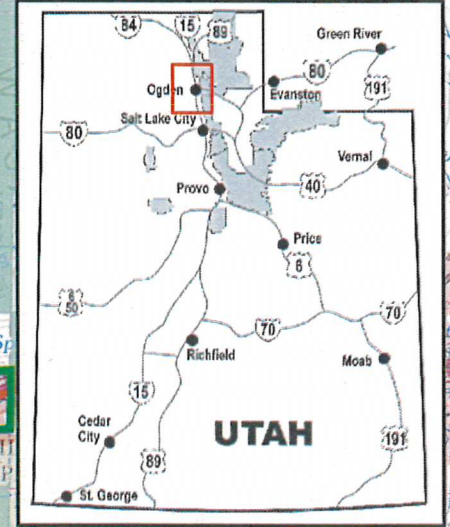 84
15
89
Green River
80
Ogden
Evanston
191
Salt Lake City
80
Vernal
Provo
40
Price
6
6
50
70
70
Richfield
Moab
15
Cedar
City
UTAH
191
89
St. George